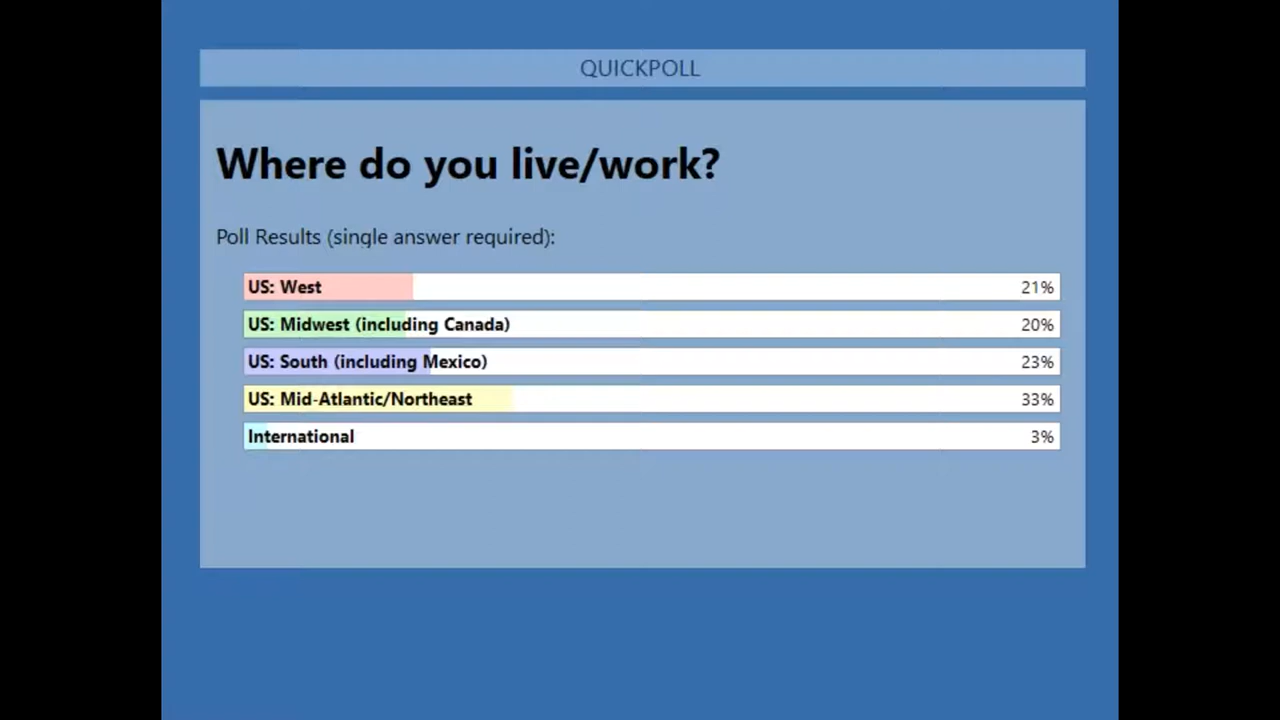 QUICKPOLL
Where do you live/work?
Poll Results (single answer required):
US: West 21%
US: Midwest (including Canada) 20%
US: South (including Mexico) 23%
US: Mid-Atlantic/Northeast 33%
International 3%